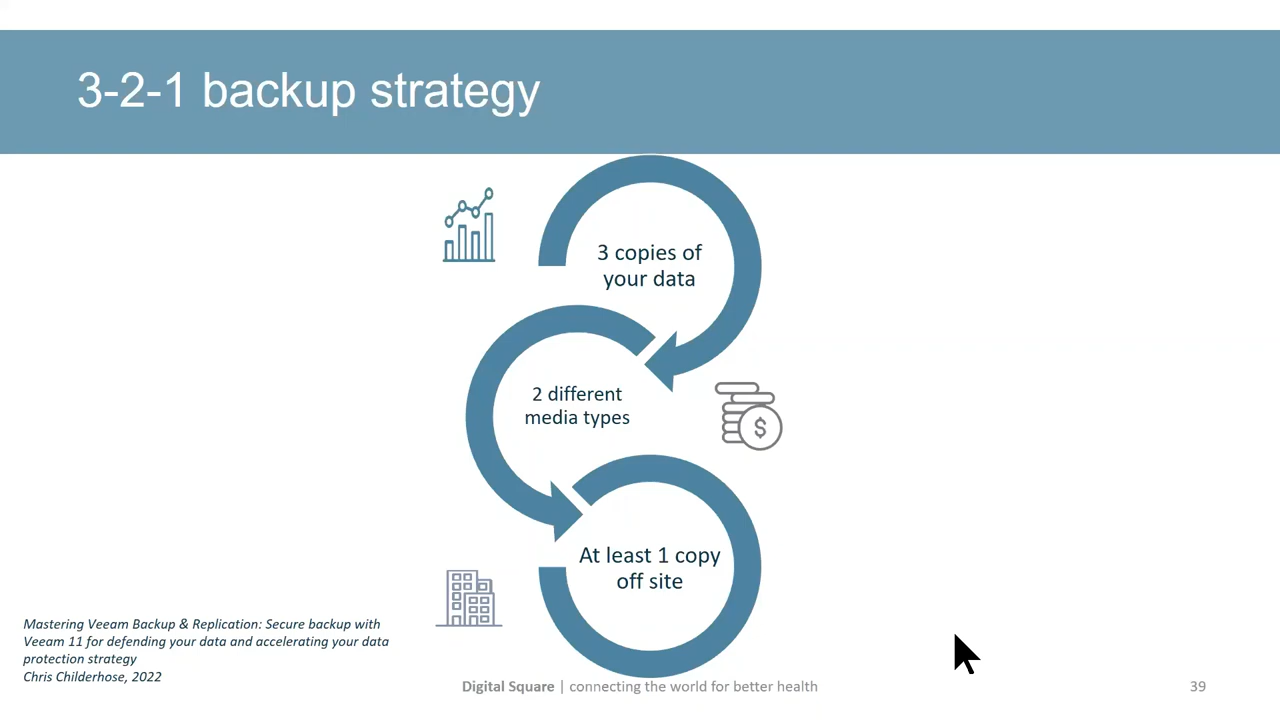 3-2-1 backup strategy
3 copies of
your data
2 different
media types
$
At least 1 copy
off site
Mastering Veeam Backup & Replication: Secure backup with
Veeam 11 for defending your data and accelerating your data
protection strategy
Chris Childerhose, 2022
Digital Square | connecting the world for better health
39